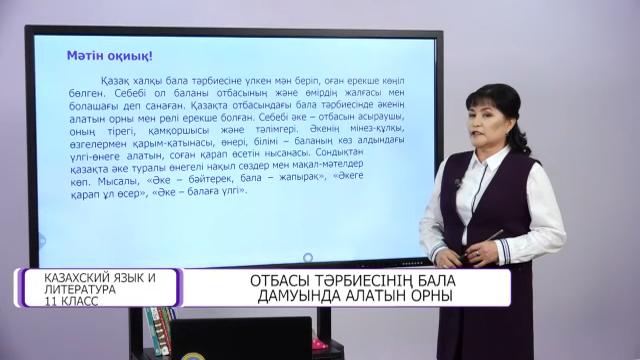 Мәтін оқиық!
Қазақ халқы бала тәрбиесіне үлкен мән беріп, оған ерекше көңіл
бөлген. Себебі ол баланы отбасының және өмірдің жалғасы мен
болашағы деп санаған. Қазақта отбасындағы бала тәрбиесінде әкенің
алатын орны мен рөлі ерекше болған. Себебі әке – отбасын асыраушы,
оның тірегі, қамқоршысы және тәлімгері. Әкенің мінез-құлқы,
өзгелермен қарым-қатынасы, өнері, білімі – баланың көз алдындағы
үлгі-өнеге алатын, соған қарап өсетін нысанасы. Сондықтан
қазақта әке туралы өнегелі нақыл сөздер мен мақал-мәтелдер
көп. Мысалы, «Әке – бәйтерек, бала – жапырақ», «Әкеге
қарап ұл өсер», «Әке – балаға үлгі».
КАЗАХСКИЙ ЯЗЫК И
ЛИТЕРАТУРА
11 КЛАСС
ОТБАСЫ ТӘРБИЕСІНІҢ БАЛА
ДАМУЫНДА АЛАТЫН ОРНЫ